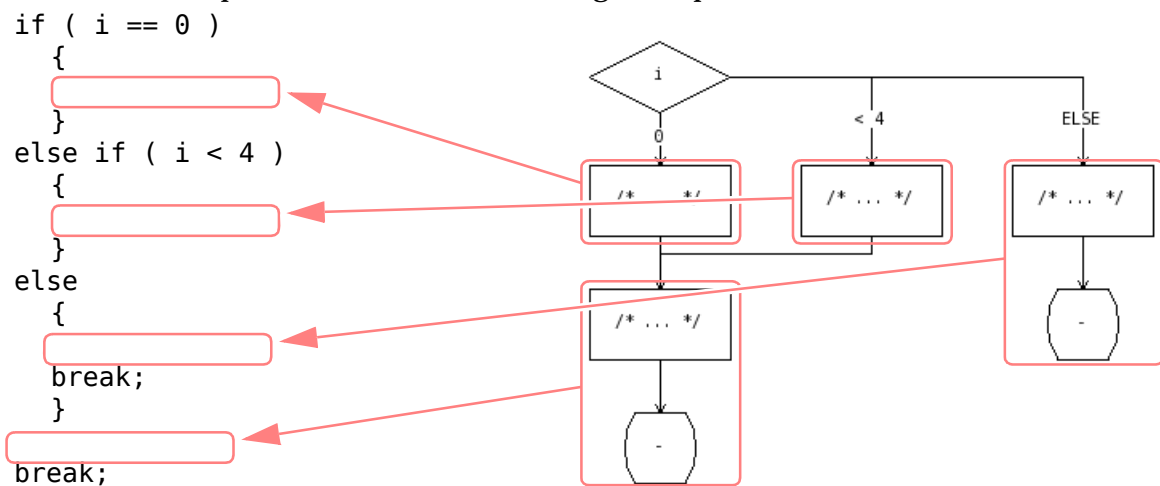 if ( i == 0 )
{
}
else if ( i < 4 )
{
}
else
{
break;
}
break;
i
0
< 4
ELSE
/* ... */
/* ... */
/* ... */
/* ... */
-
-